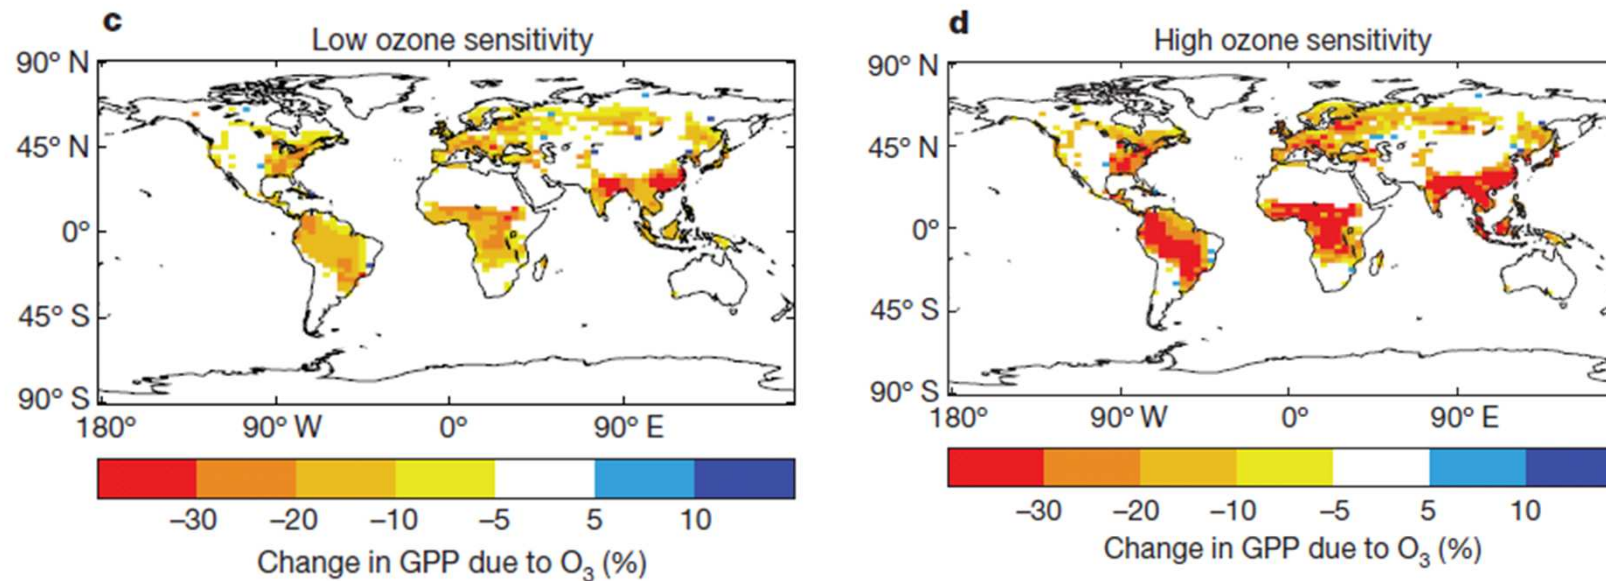 c
Low ozone sensitivity
90° N
45° N
0°
45° S
90° S
180° 90° W 0° 90° E
–30 –20 –10 –5 5 10
Change in GPP due to O₃ (%)
d
High ozone sensitivity
90° N
45° N
0°
45° S
90° S
180° 90° W 0° 90° E
–30 –20 –10 –5 5 10
Change in GPP due to O₃ (%)